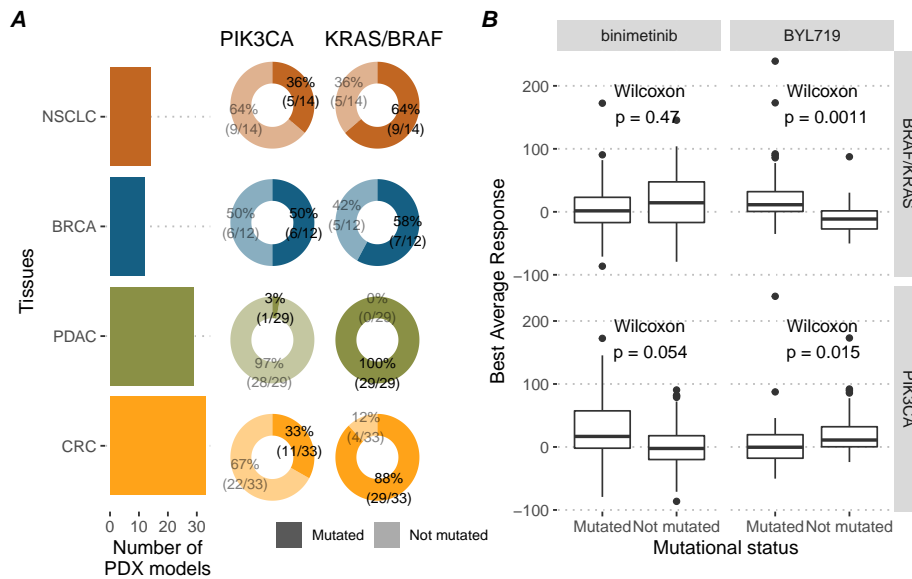 A
PIK3CA
KRAS/BRAF
Tissues
NSCLC
64%
(9/14)
36%
(5/14)
36%
(5/14)
64%
(9/14)
BRCA
50%
(6/12)
50%
(6/12)
42%
(5/12)
58%
(7/12)
PDAC
3%
(1/29)
97%
(28/29)
0%
(0/29)
100%
(29/29)
CRC
33%
(11/33)
67%
(22/33)
12%
(4/33)
88%
(29/33)
0 10 20 30
Number of
PDX models
Mutated
Not mutated
B
binimetinib
BYL719
Best Average Response
200
100
0
−100
Wilcoxon
p = 0.47
Wilcoxon
p = 0.0011
BRAF/KRAS
200
100
0
−100
Wilcoxon
p = 0.054
Wilcoxon
p = 0.015
PIK3CA
Mutated Not mutated
Mutated Not mutated
Mutational status